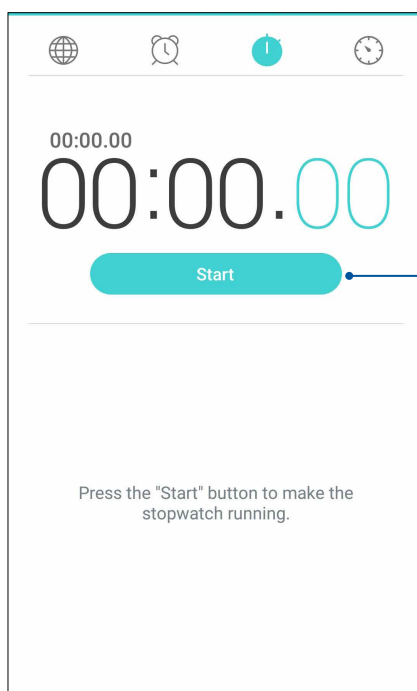 00:00.00
00:00.00
Start
Press the "Start" button to make the
stopwatch running.